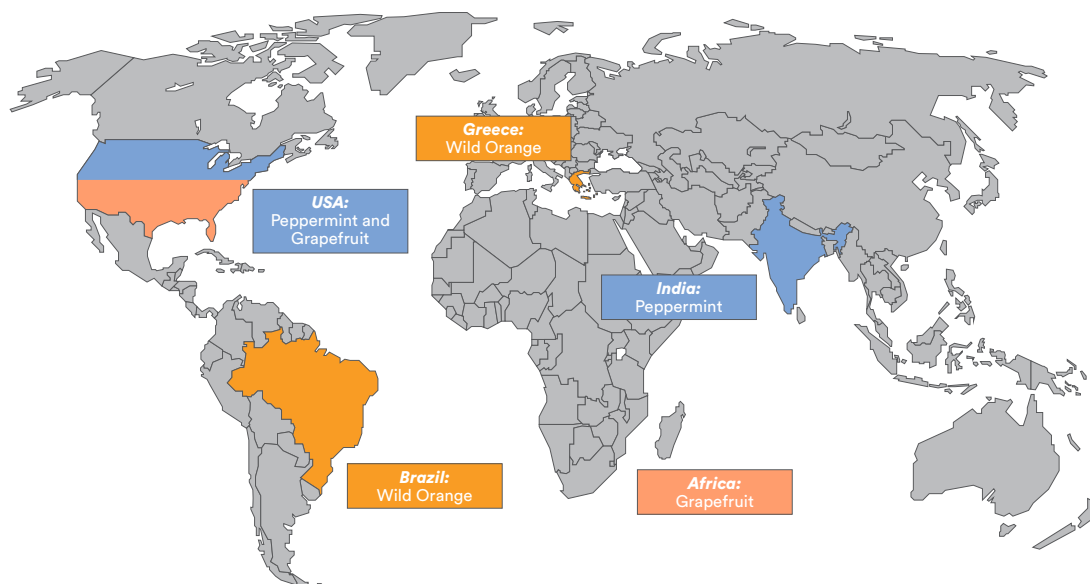 Greece:
Wild Orange
USA:
Peppermint and
Grapefruit
India:
Peppermint
Brazil:
Wild Orange
Africa:
Grapefruit